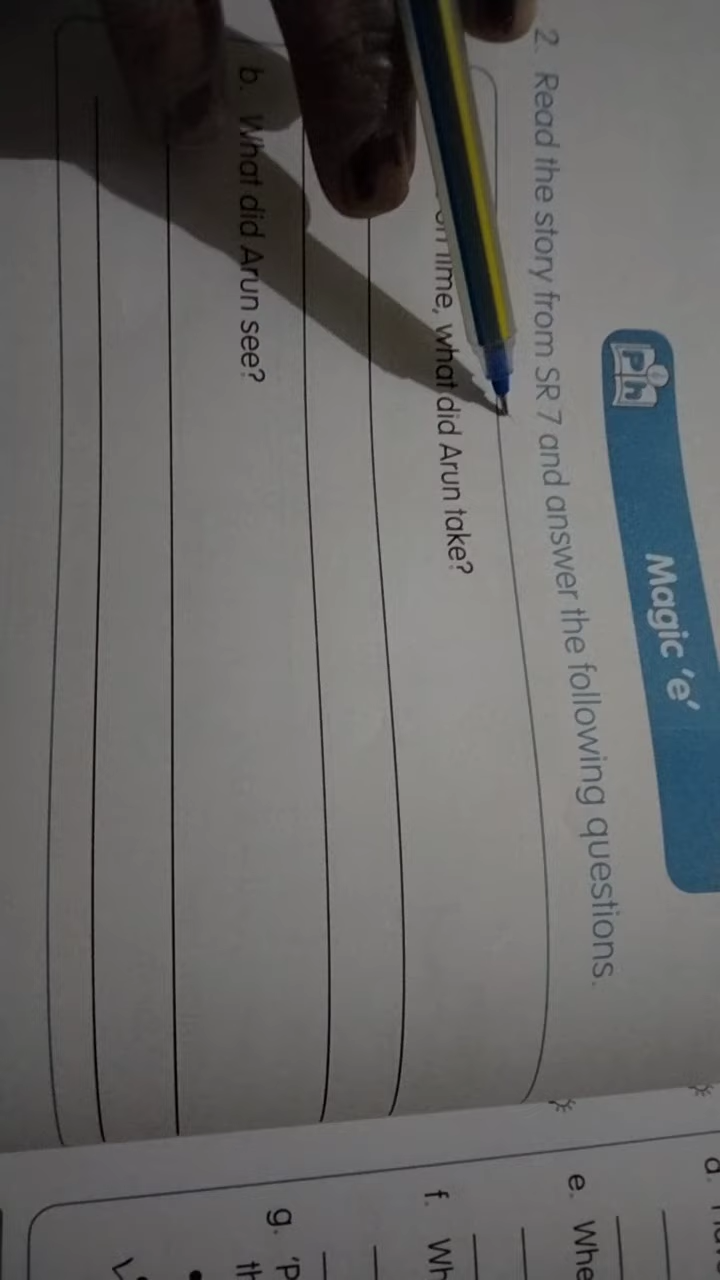 Magic 'e'
Ph
2. Read the story from SR 7 and answer the following questions.
time, what did Arun take?
b. What did Arun see?
d.
e. Whe
f. Wh
g. 'P
th